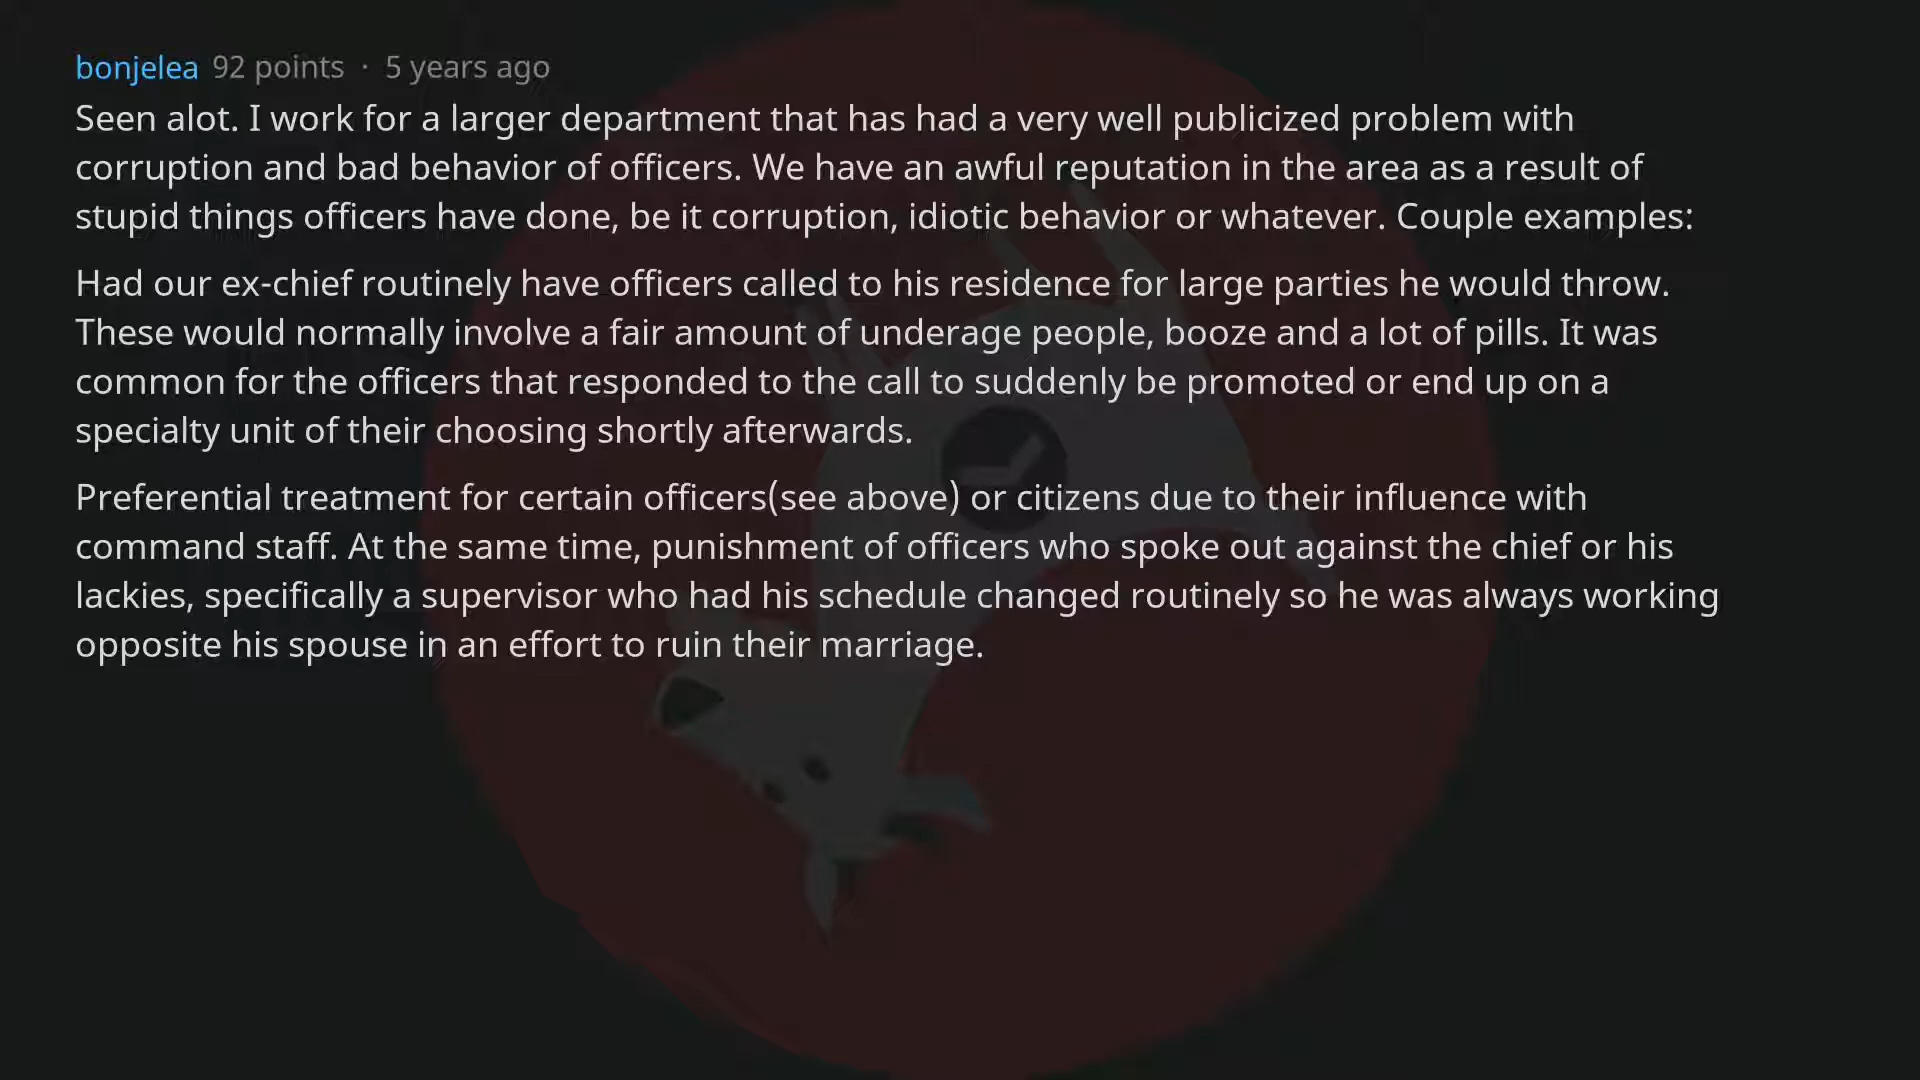 bonjelea 92 points · 5 years ago
Seen alot. I work for a larger department that has had a very well publicized problem with
corruption and bad behavior of officers. We have an awful reputation in the area as a result of
stupid things officers have done, be it corruption, idiotic behavior or whatever. Couple examples:
Had our ex-chief routinely have officers called to his residence for large parties he would throw.
These would normally involve a fair amount of underage people, booze and a lot of pills. It was
common for the officers that responded to the call to suddenly be promoted or end up on a
specialty unit of their choosing shortly afterwards.
Preferential treatment for certain officers(see above) or citizens due to their influence with
command staff. At the same time, punishment of officers who spoke out against the chief or his
lackies, specifically a supervisor who had his schedule changed routinely so he was always working
opposite his spouse in an effort to ruin their marriage.